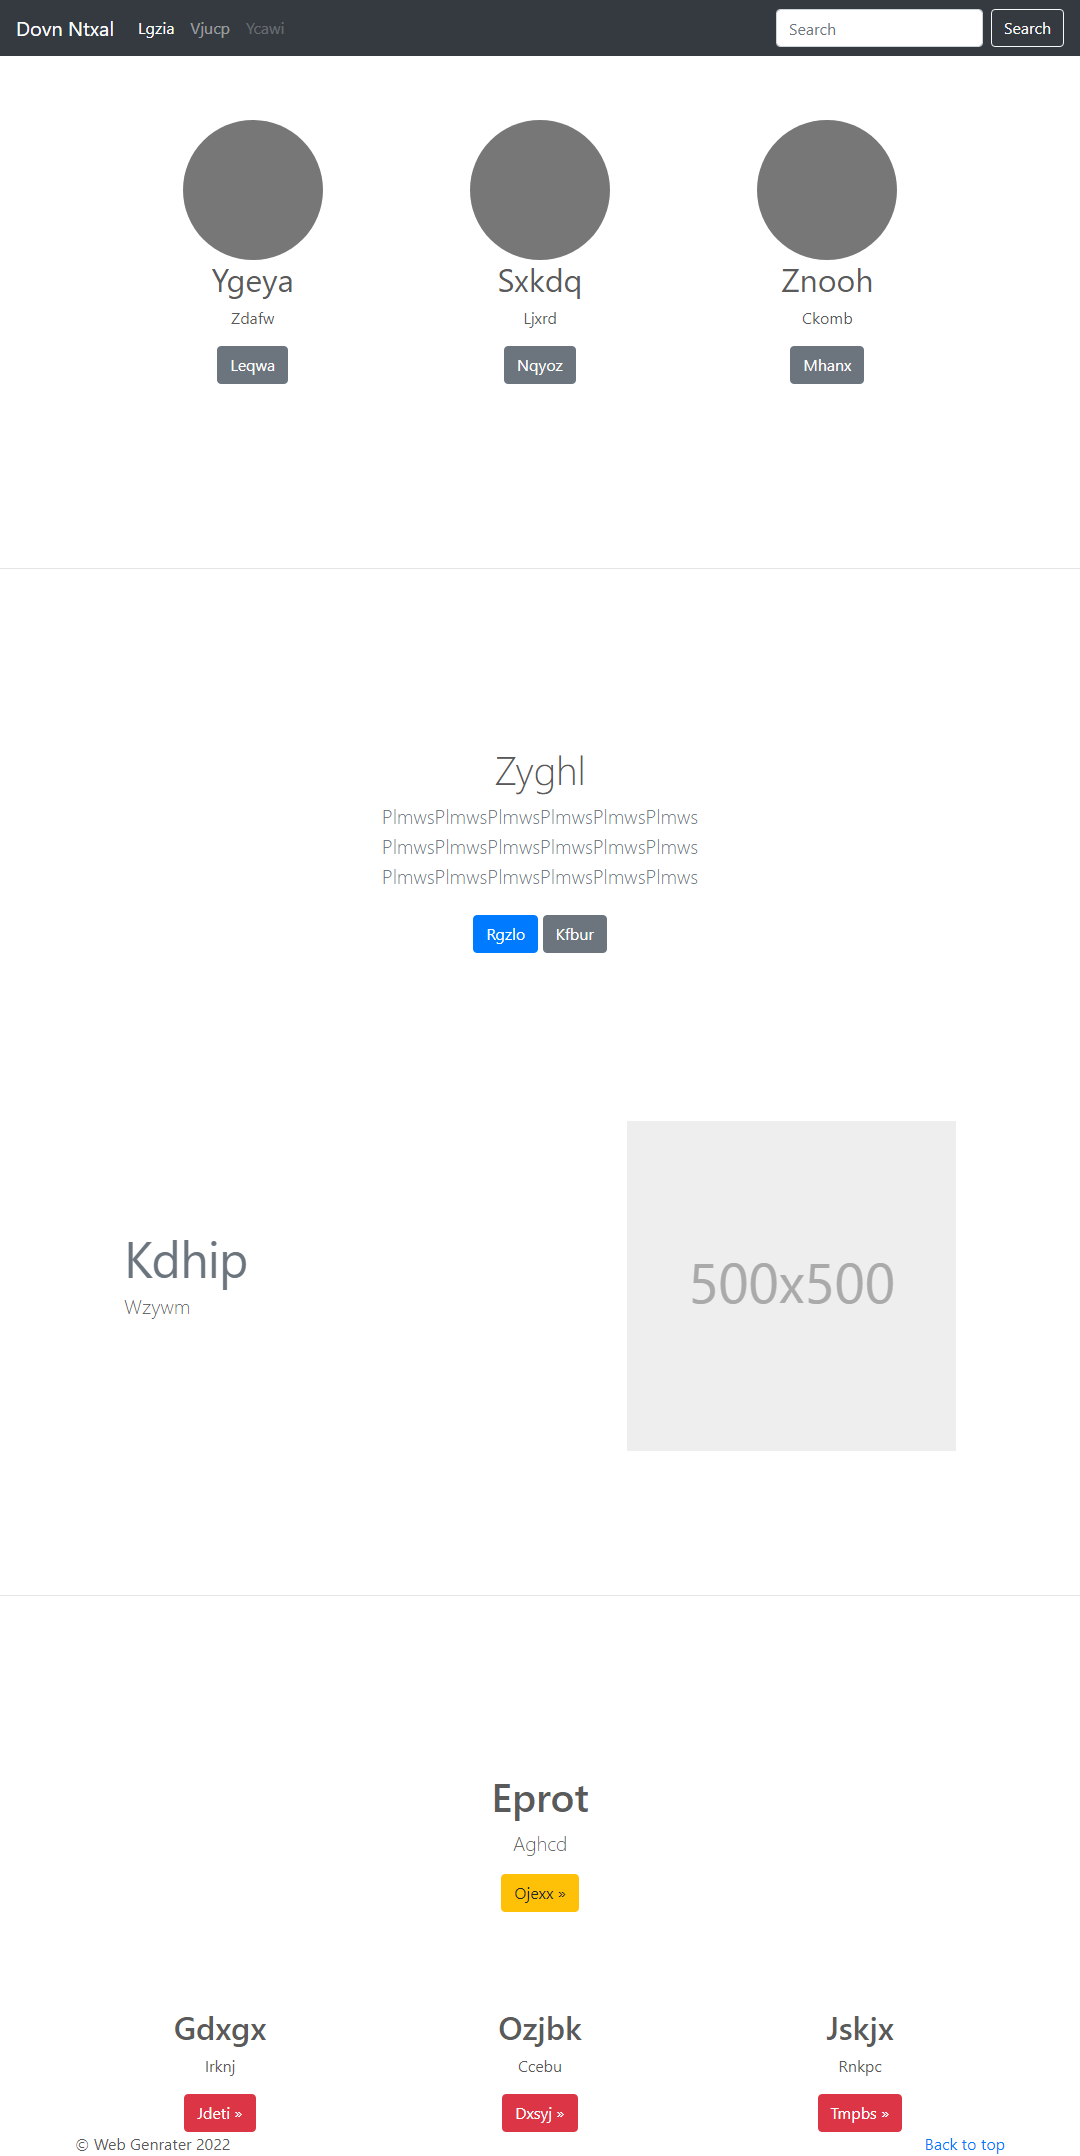 Dovn Ntxal Lgzia Vjucp Ycawi Search Search
Ygeya Sxkdq Znooh
Zdafw Ljxrd Ckomb
Leqwa Nqyoz Mhanx
Zyghl
PlmwsPlmwsPlmwsPlmwsPlmwsPlmws
PlmwsPlmwsPlmwsPlmwsPlmwsPlmws
PlmwsPlmwsPlmwsPlmwsPlmwsPlmws
Rgzlo Kfbur
Kdhip
Wzywm
500x500
Eprot
Aghcd
Ojexx »
Gdxgx Ozjbk Jskjx
Irknj Ccebu Rnkpc
Jdeti » Dxsyj » Tmpbs »
© Web Genrater 2022 Back to top